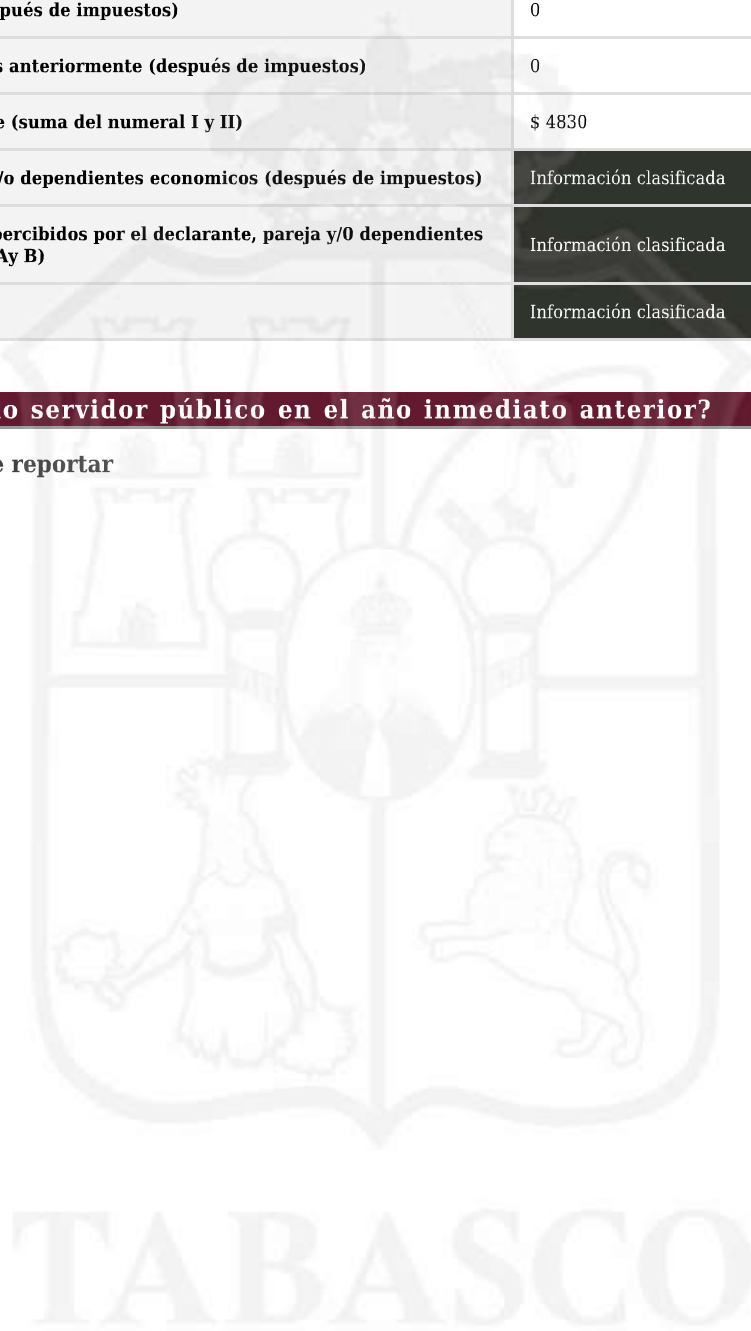 pués de impuestos)
0
s anteriormente (después de impuestos)
0
e (suma del numeral I y II)
$ 4830
/o dependientes economicos (después de impuestos)
Información clasificada
percibidos por el declarante, pareja y/0 dependientes
Ay B)
Información clasificada
Información clasificada
o servidor público en el año inmediato anterior?
e reportar
TABASCO